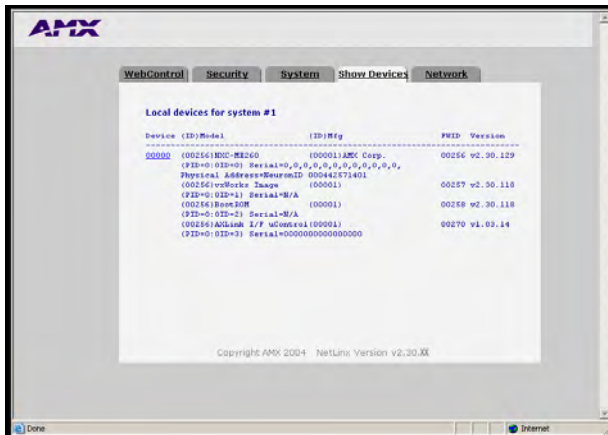 AMX
WebControl Security System Show Devices Network
Local devices for system #1
Device (ID)Model (ID)Mfg FWID Version
00000 (00256)NXC-ME260 (00001)AMX Corp. 00256 v2.30.129
(PID=0:OID=0) Serial=0,0,0,0,0,0,0,0,0,0,0,0,
Physical Address=NeuronID 000442571401
(00256)vxWorks Image (00001) 00257 v2.30.118
(PID=0:OID=1) Serial=N/A
(00256)BootROM (00001) 00258 v2.30.118
(PID=0:OID=2) Serial=N/A
(00256)AXLink I/F uControl(00001) 00270 v1.03.14
(PID=0:OID=3) Serial=0000000000000000
Copyright AMX 2004 NetLinx Version v2.30.XX
Done Internet